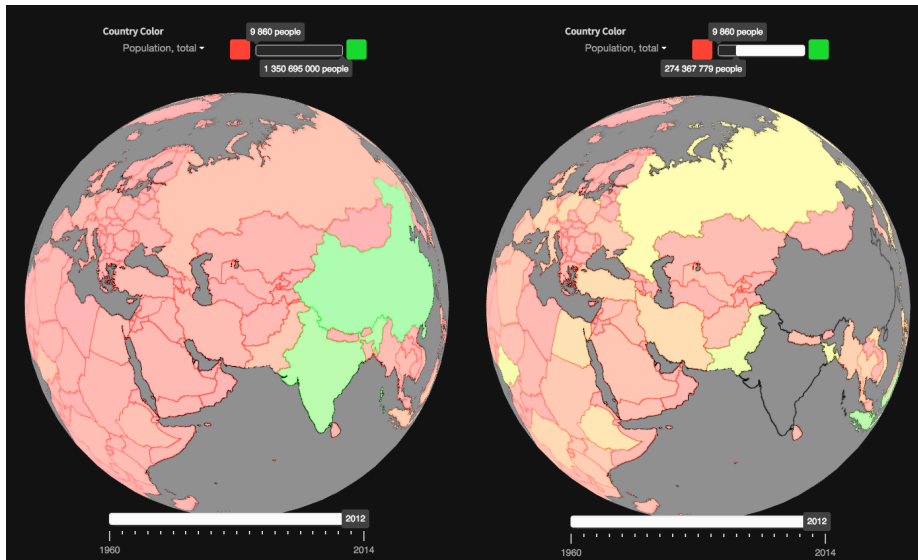 Country Color
9 860 people
Population, total
1 350 695 000 people
2012
1960
2014
Country Color
9 860 people
Population, total
274 367 779 people
2012
1960
2014